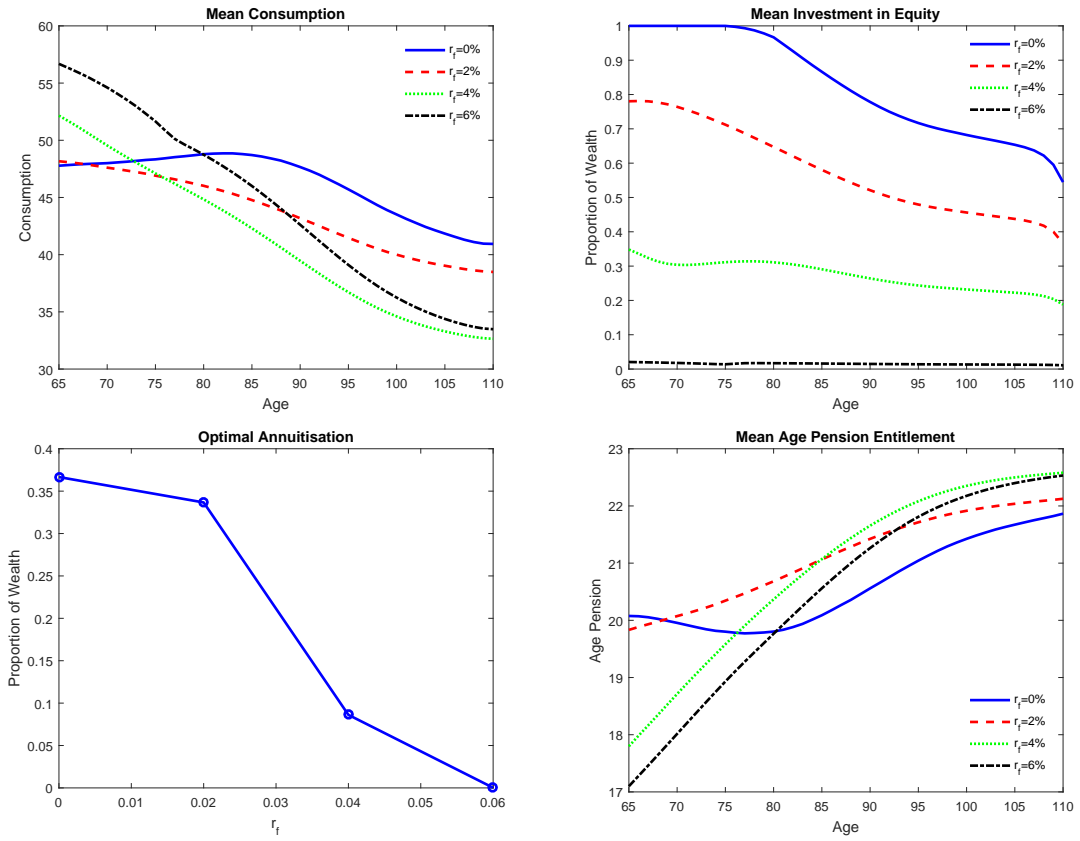 Mean Consumption
60
55
50
45
40
35
30
Consumption
65 70 75 80 85 90 95 100 105 110
Age
r_f=0%
r_f=2%
r_f=4%
r_f=6%
Mean Investment in Equity
1
0.9
0.8
0.7
0.6
0.5
0.4
0.3
0.2
0.1
0
Proportion of Wealth
65 70 75 80 85 90 95 100 105 110
Age
r_f=0%
r_f=2%
r_f=4%
r_f=6%
Optimal Annuitisation
0.4
0.35
0.3
0.25
0.2
0.15
0.1
0.05
0
Proportion of Wealth
0 0.01 0.02 0.03 0.04 0.05 0.06
r_f
Mean Age Pension Entitlement
23
22
21
20
19
18
17
Age Pension
65 70 75 80 85 90 95 100 105 110
Age
r_f=0%
r_f=2%
r_f=4%
r_f=6%